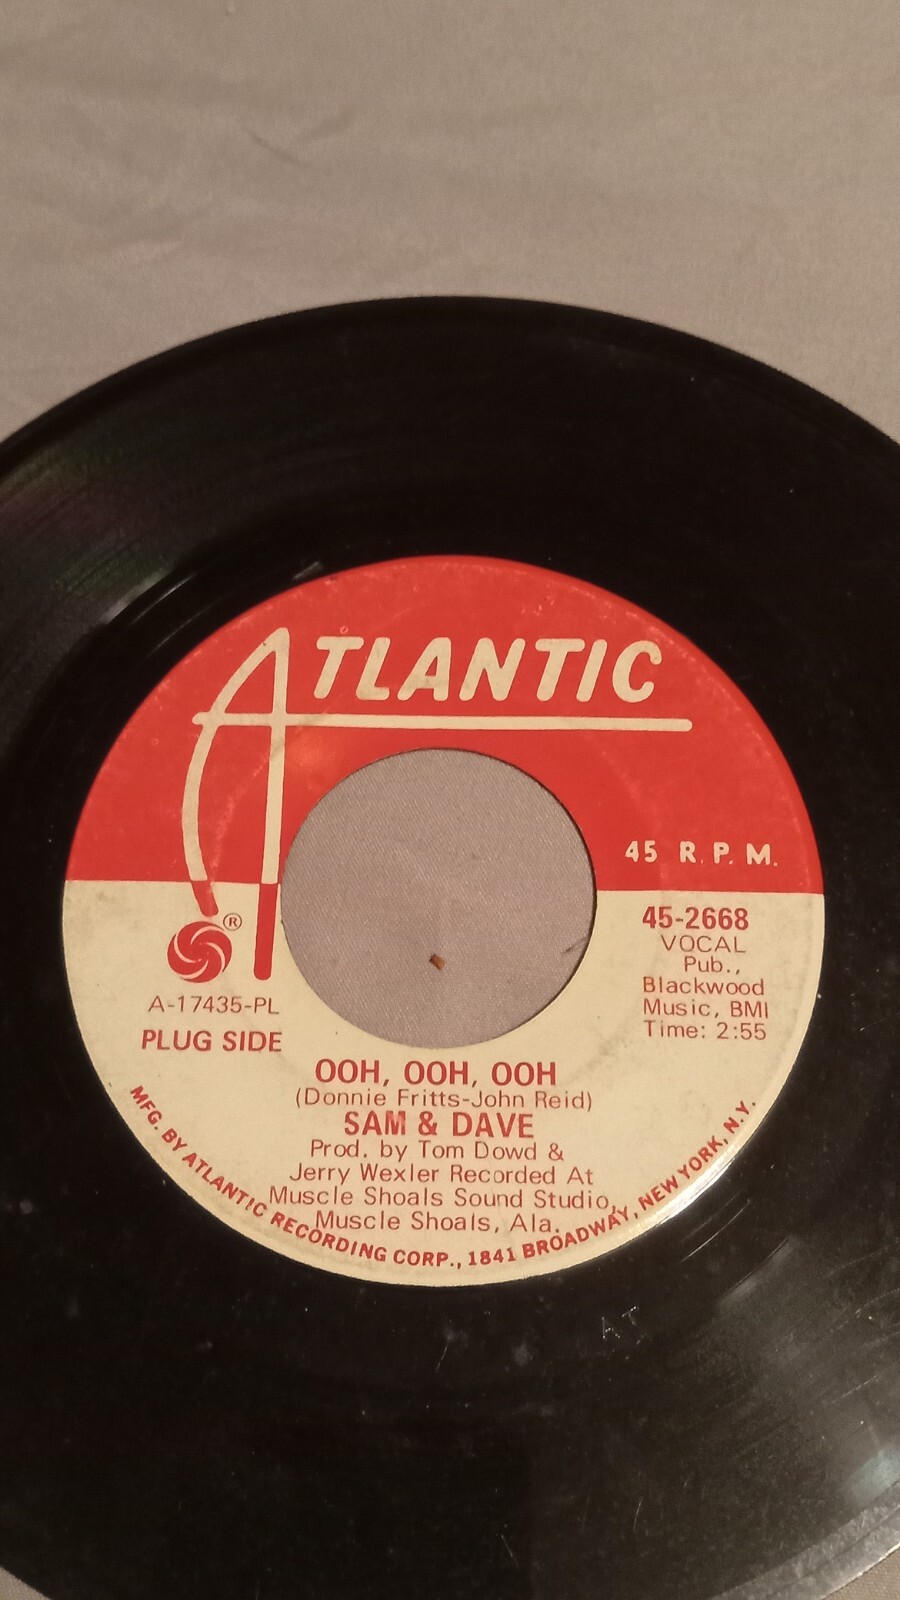 ATLANTIC
45 R.P.M.
®
45-2668
VOCAL
Pub.,
Blackwood
Music, BMI
Time: 2:55
A-17435-PL
PLUG SIDE
OOH, OOH, OOH
(Donnie Fritts-John Reid)
SAM & DAVE
Prod. by Tom Dowd &
Jerry Wexler Recorded At
Muscle Shoals Sound Studio,
Muscle Shoals, Ala.
MFG. BY ATLANTIC RECORDING CORP., 1841 BROADWAY, NEW YORK, N.Y.
AT